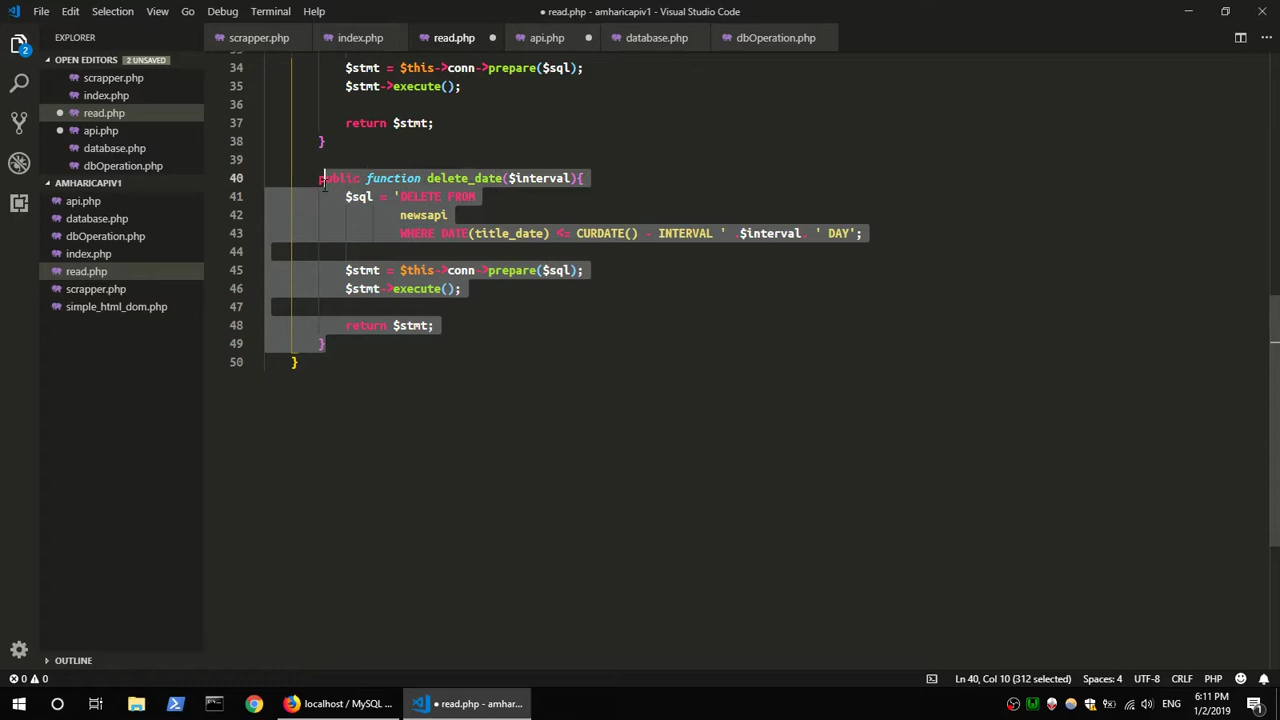 File Edit Selection View Go Debug Terminal Help
● read.php - amharicapiv1 - Visual Studio Code
EXPLORER
scrapper.php
index.php
read.php
api.php
database.php
dbOperation.php
OPEN EDITORS 2 UNSAVED
scrapper.php
index.php
read.php
api.php
database.php
dbOperation.php
AMHARICAPIV1
api.php
database.php
dbOperation.php
index.php
read.php
scrapper.php
simple_html_dom.php
OUTLINE
2
34 $stmt = $this->conn->prepare($sql);
35 $stmt->execute();
36
37 return $stmt;
38 }
39
40 public function delete_date($interval){
41 $sql = 'DELETE FROM
42 newsapi
43 WHERE DATE(title_date) <= CURDATE() - INTERVAL ' .$interval. ' DAY';
44
45 $stmt = $this->conn->prepare($sql);
46 $stmt->execute();
47
48 return $stmt;
49 }
50 }
0 0
Ln 40, Col 10 (312 selected) Spaces: 4 UTF-8 CRLF PHP
localhost / MySQL ...
● read.php - amhar...
ENG
6:11 PM
1/2/2019